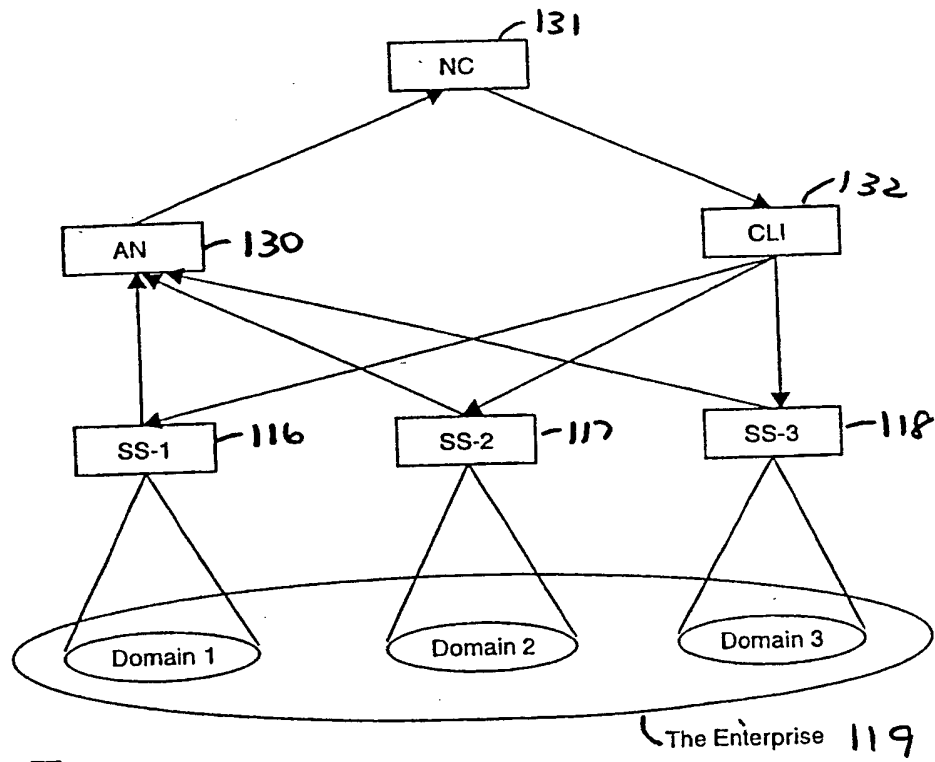 131
NC
132
AN
130
CLI
SS-1
116
SS-2
117
SS-3
118
Domain 1
Domain 2
Domain 3
The Enterprise 119